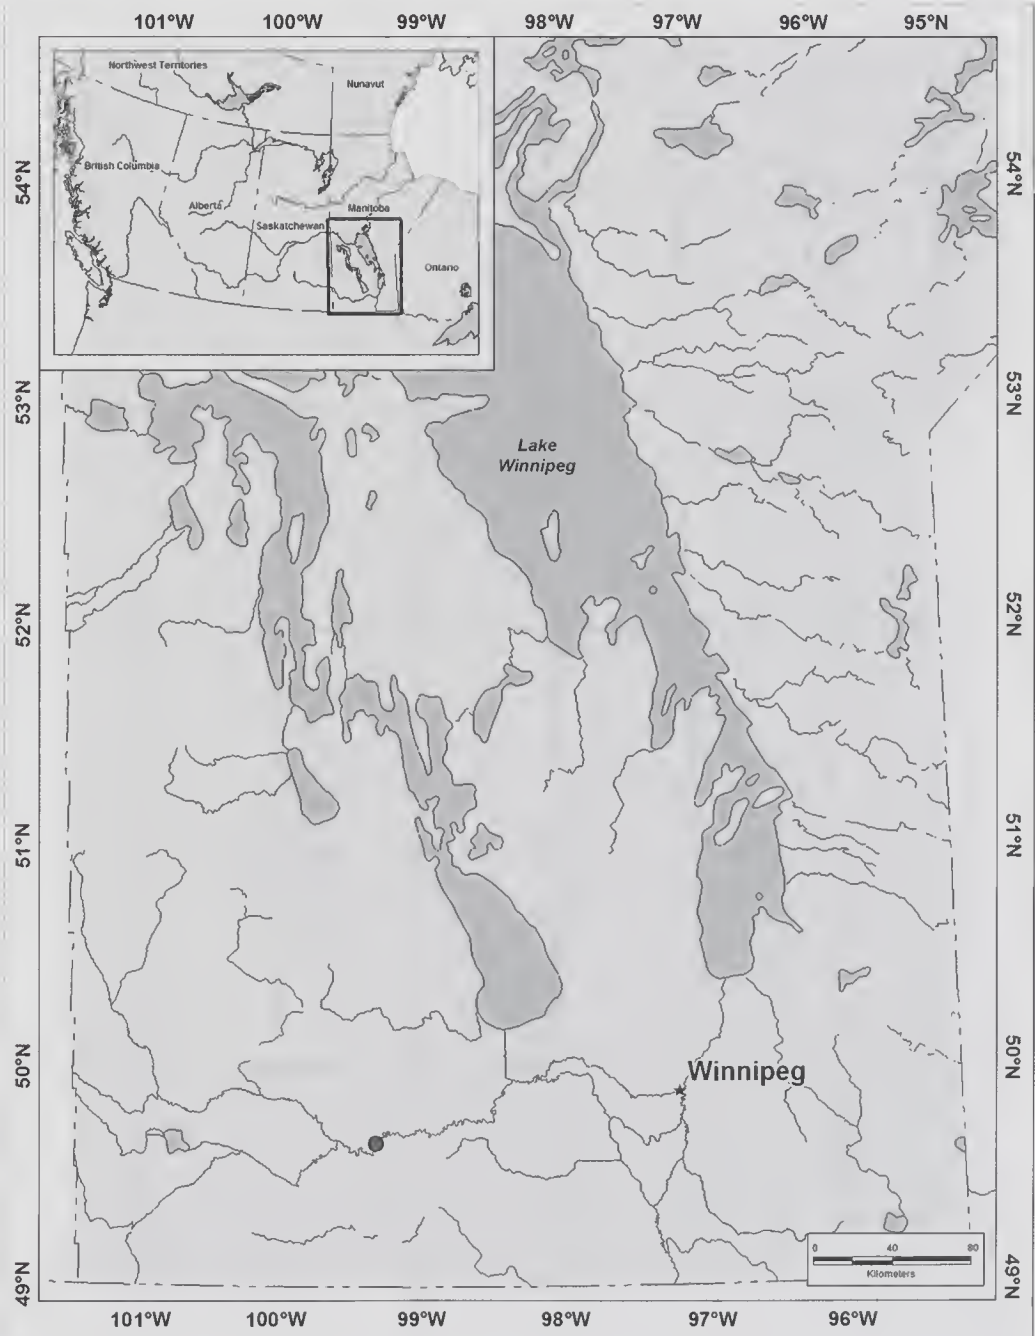 101°W 100°W 99°W 98°W 97°W 96°W 95°N
Northwest Territories
Nunavut
British Columbia
Alberta
Manitoba
Saskatchewan
Ontario
54°N
54°N
53°N
53°N
Lake
Winnipeg
52°N
52°N
51°N
51°N
50°N
50°N
Winnipeg
0 40 80
Kilometers
49°N
49°N
101°W 100°W 99°W 98°W 97°W 96°W